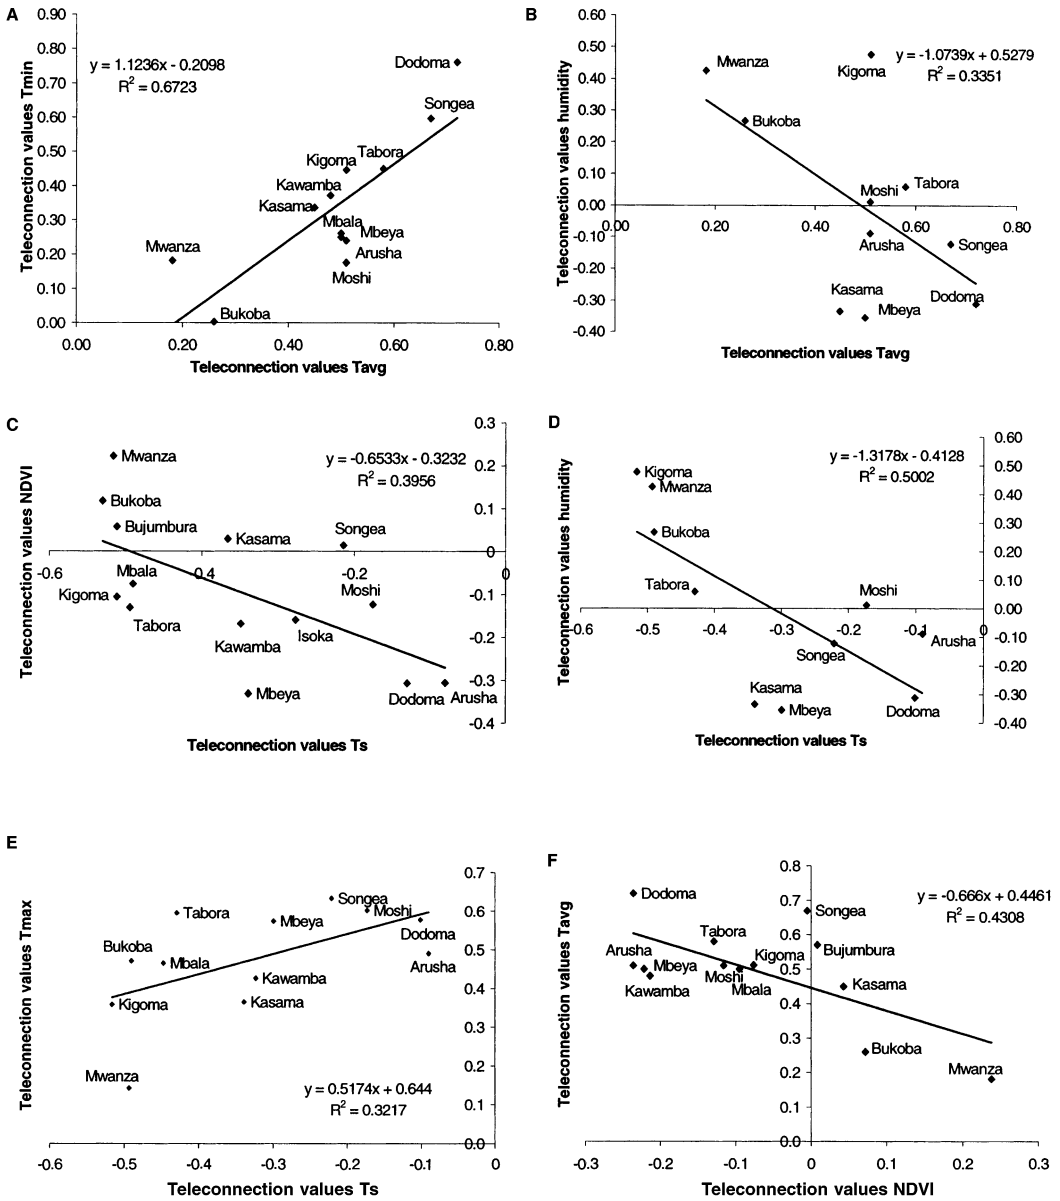 A
Teleconnection values Tmin
0.90
0.80
0.70
0.60
0.50
0.40
0.30
0.20
0.10
0.00
y = 1.1236x - 0.2098
R2 = 0.6723
Dodoma
Songea
Tabora
Kigoma
Kawamba
Kasama
Mbala
Mbeya
Mwanza
Arusha
Moshi
Bukoba
0.00 0.20 0.40 0.60 0.80
Teleconnection values Tavg
B
Teleconnection values humidity
0.60
0.50
0.40
0.30
0.20
0.10
0.00
-0.10
-0.20
-0.30
-0.40
y = -1.0739x + 0.5279
R2 = 0.3351
Mwanza
Kigoma
Bukoba
Tabora
Moshi
0.00 0.20 0.40 0.60 0.80
Arusha
Songea
Kasama
Dodoma
Mbeya
Teleconnection values Tavg
C
Teleconnection values NDVI
0.3
0.2
0.1
0
-0.1
-0.2
-0.3
-0.4
y = -0.6533x - 0.3232
R2 = 0.3956
Mwanza
Bukoba
Bujumbura
Songea
Kasama
-0.6 -0.4 -0.2 0
Mbala
Kigoma
Moshi
Tabora
Isoka
Kawamba
Mbeya
Dodoma
Arusha
Teleconnection values Ts
D
Teleconnection values humidity
0.60
0.50
0.40
0.30
0.20
0.10
0.00
-0.10
-0.20
-0.30
-0.40
y = -1.3178x - 0.4128
R2 = 0.5002
Kigoma
Mwanza
Bukoba
Tabora
Moshi
-0.6 -0.5 -0.4 -0.3 -0.2 -0.1 0
Arusha
Songea
Kasama
Mbeya
Dodoma
Teleconnection values Ts
E
Teleconnection values Tmax
0.7
0.6
0.5
0.4
0.3
0.2
0.1
0.0
Songea
Moshi
Tabora
Mbeya
Dodoma
Bukoba
Mbala
Arusha
Kawamba
Kigoma
Kasama
Mwanza
y = 0.5174x + 0.644
R2 = 0.3217
-0.6 -0.5 -0.4 -0.3 -0.2 -0.1 0
Teleconnection values Ts
F
Teleconnection values Tavg
0.8
0.7
0.6
0.5
0.4
0.3
0.2
0.1
0.0
y = -0.666x + 0.4461
R2 = 0.4308
Dodoma
Songea
Tabora
Arusha
Bujumbura
Kigoma
Mbeya
Moshi
Kawamba
Mbala
Kasama
Bukoba
Mwanza
-0.3 -0.2 -0.1 0 0.1 0.2 0.3
Teleconnection values NDVI